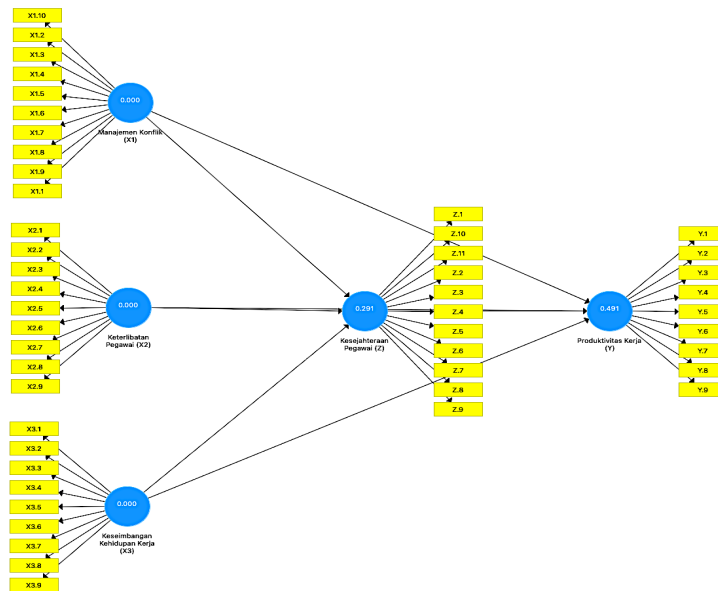 X1.10
X1.2
X1.3
X1.4
X1.5
X1.6
X1.7
X1.8
X1.9
X1.1
0.000
Manajemen Konflik
(X1)
X2.1
X2.2
X2.3
X2.4
X2.5
X2.6
X2.7
X2.8
X2.9
0.000
Keterlibatan
Pegawai (X2)
X3.1
X3.2
X3.3
X3.4
X3.5
X3.6
X3.7
X3.8
X3.9
0.000
Keseimbangan
Kehidupan Kerja
(X3)
0.291
Kesejahteraan
Pegawai (Z)
Z.1
Z.10
Z.11
Z.2
Z.3
Z.4
Z.5
Z.6
Z.7
Z.8
Z.9
0.491
Produktivitas Kerja
(Y)
Y.1
Y.2
Y.3
Y.4
Y.5
Y.6
Y.7
Y.8
Y.9